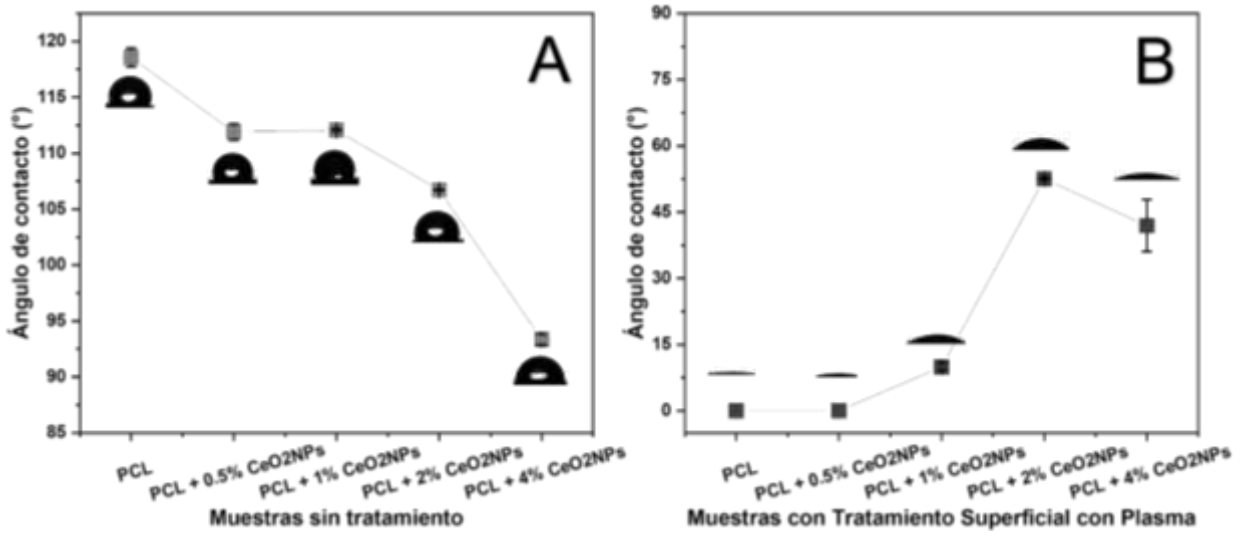 A
Ángulo de contacto (°)
120
115
110
105
100
95
90
85
PCL
PCL + 0.5% CeO2NPs
PCL + 1% CeO2NPs
PCL + 2% CeO2NPs
PCL + 4% CeO2NPs
Muestras sin tratamiento
B
Ángulo de contacto (°)
90
75
60
45
30
15
0
PCL
PCL + 0.5% CeO2NPs
PCL + 1% CeO2NPs
PCL + 2% CeO2NPs
PCL + 4% CeO2NPs
Muestras con Tratamiento Superficial con Plasma